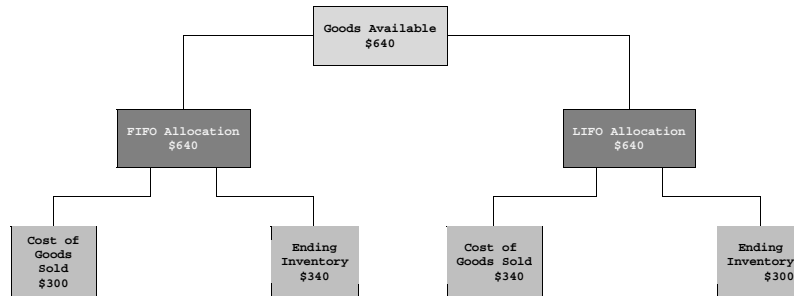 Goods Available
$640
FIFO Allocation
$640
LIFO Allocation
$640
Cost of
Goods
Sold
$300
Ending
Inventory
$340
Cost of
Goods Sold
$340
Ending
Inventory
$300